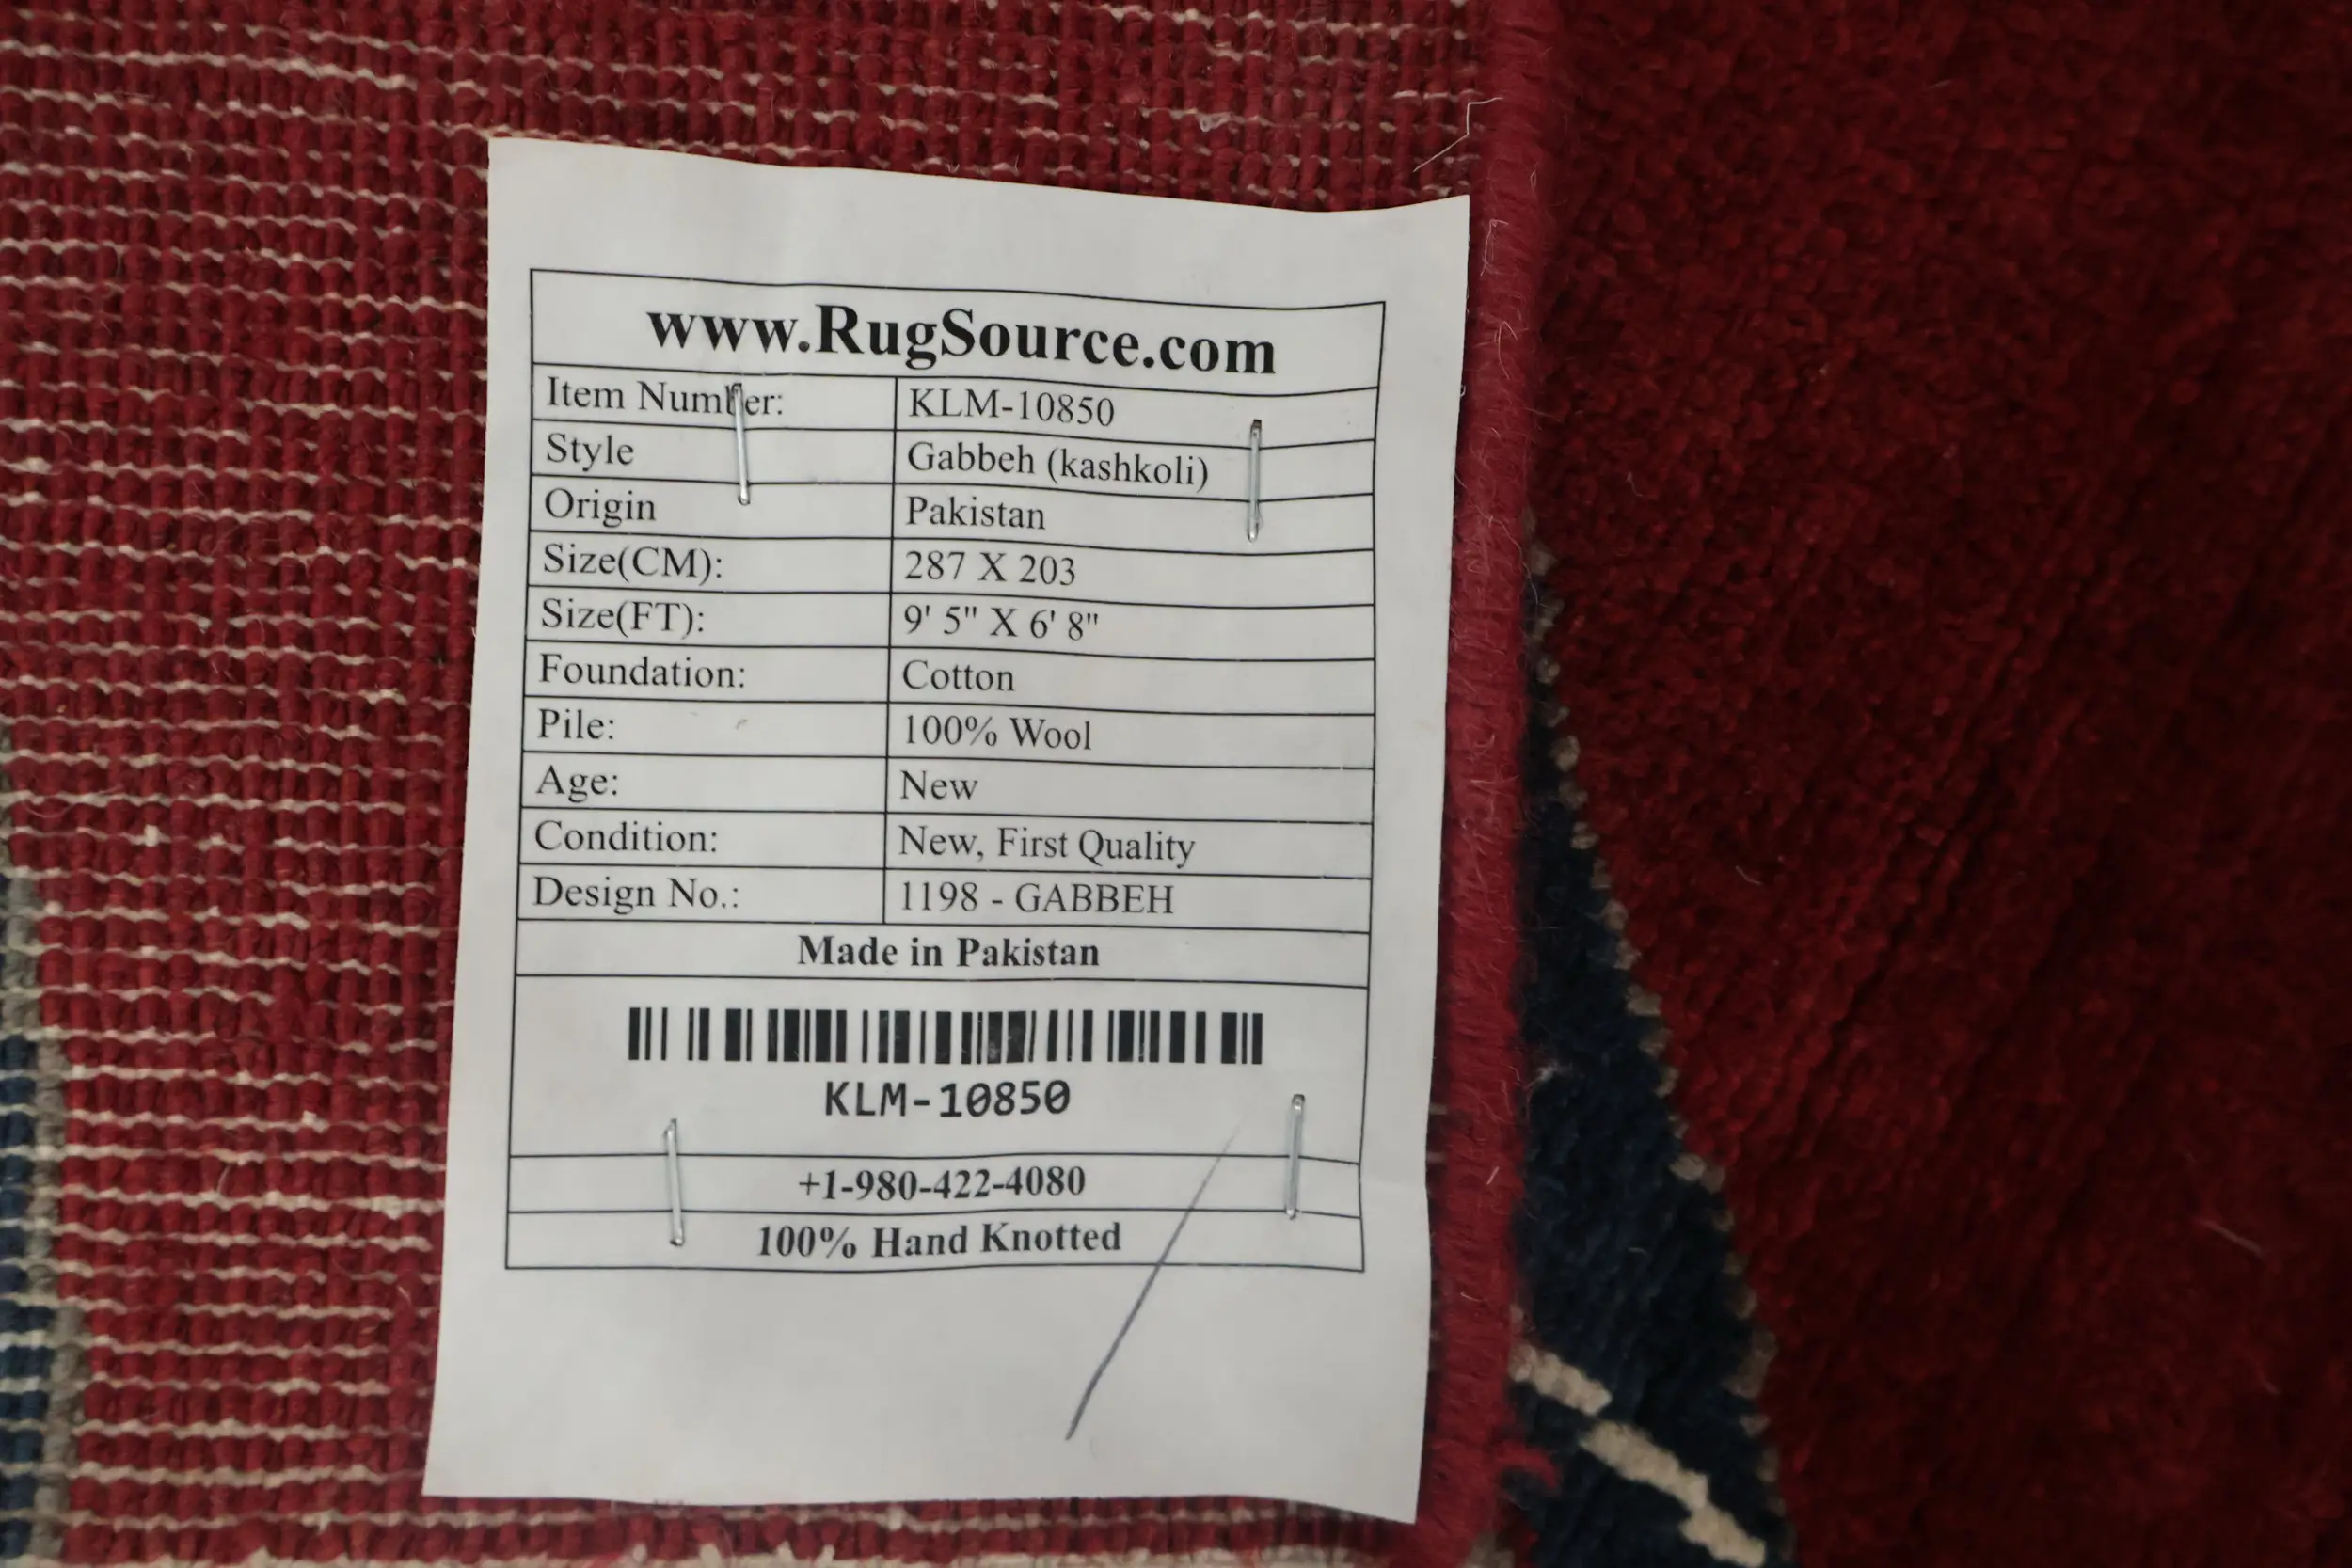 www.RugSource.com
Item Number: KLM-10850
Style Gabbeh (kashkoli)
Origin Pakistan
Size(CM): 287 X 203
Size(FT): 9' 5" X 6' 8"
Foundation: Cotton
Pile: 100% Wool
Age: New
Condition: New, First Quality
Design No.: 1198 - GABBEH
Made in Pakistan
KLM-10850
+1-980-422-4080
100% Hand Knotted